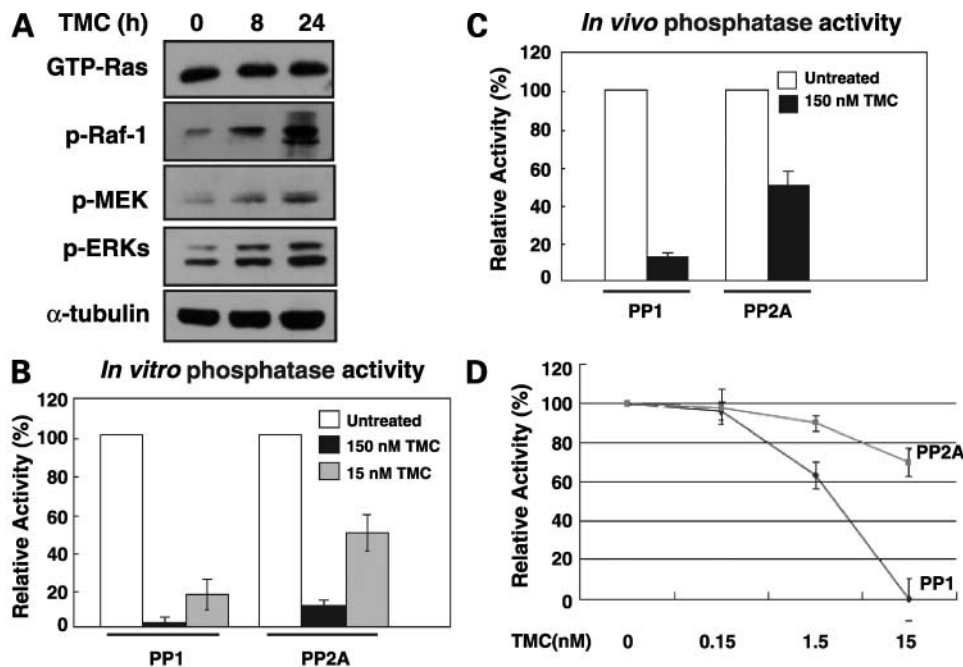 A
TMC (h) 0 8 24
GTP-Ras
p-Raf-1
p-MEK
p-ERKs
α-tubulin
B
In vitro phosphatase activity
Relative Activity (%)
120
100
80
60
40
20
0
Untreated
150 nM TMC
15 nM TMC
PP1 PP2A
C
In vivo phosphatase activity
Relative Activity (%)
120
100
80
60
40
20
0
Untreated
150 nM TMC
PP1 PP2A
D
Relative Activity (%)
120
100
80
60
40
20
0
PP2A
PP1
TMC(nM) 0 0.15 1.5 15